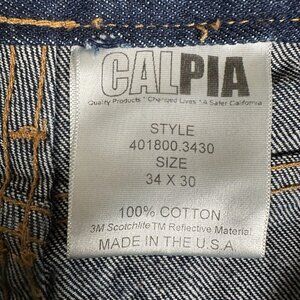 CALPIA
Quality Products * Changed Lives * A Safer California
STYLE
401800.3430
SIZE
34 X 30
100% COTTON
3M Scotchlite TM Reflective Material
MADE IN THE U.S.A